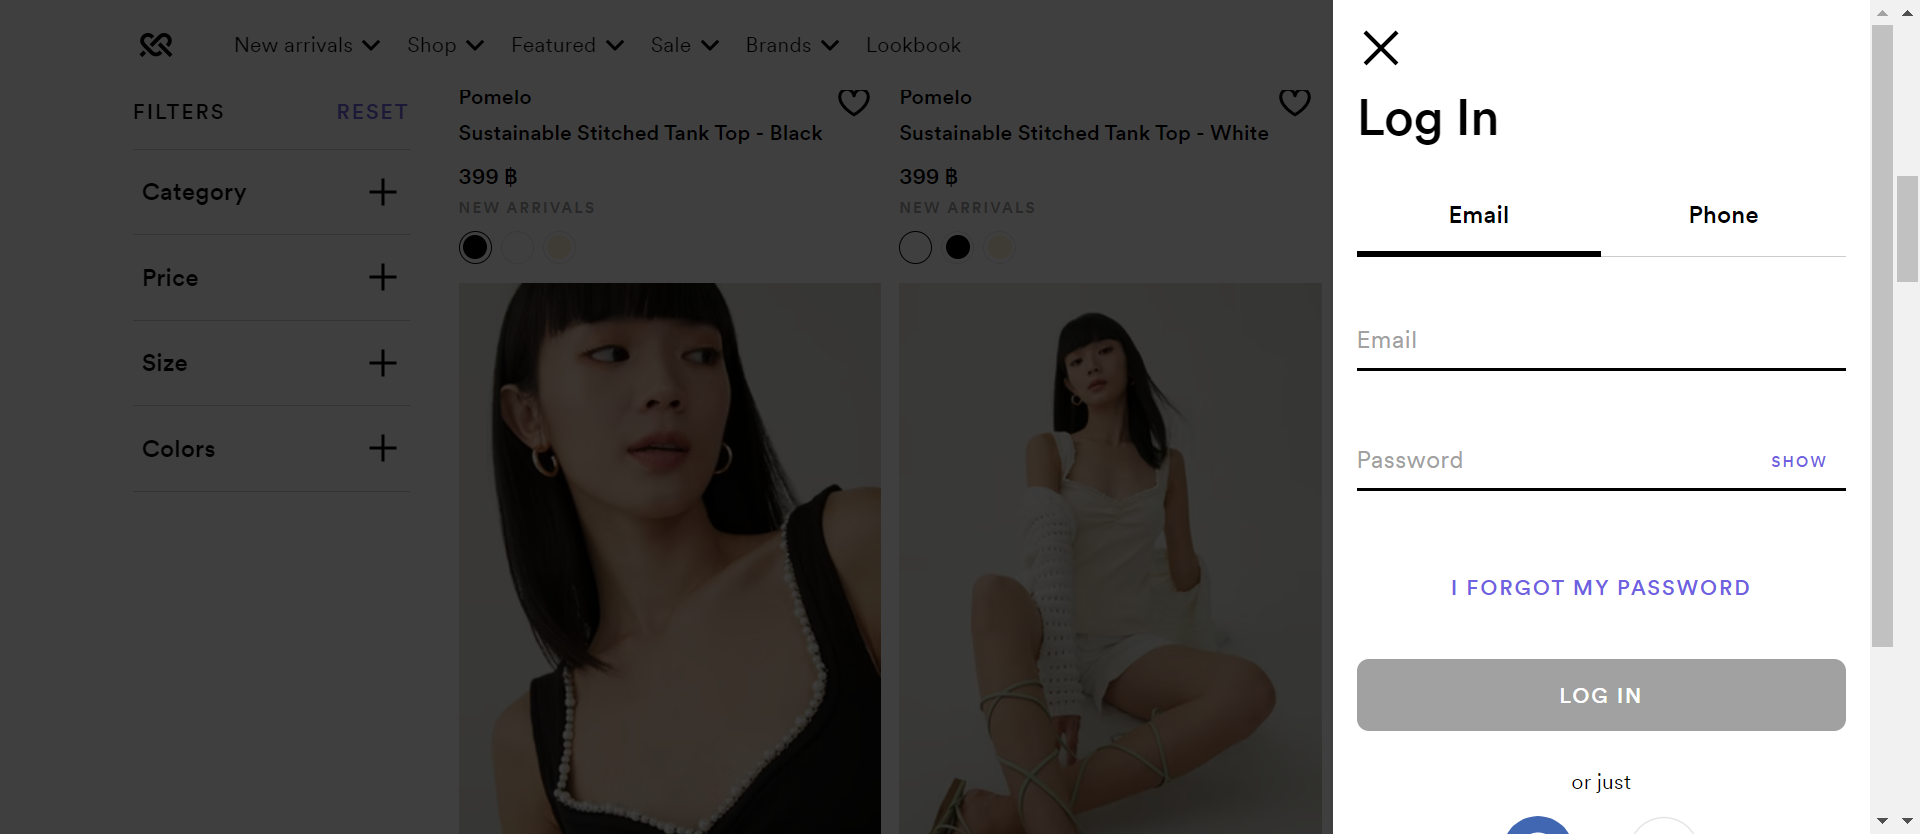 New arrivals Shop Featured Sale Brands Lookbook
FILTERS RESET
Category
Price
Size
Colors
Pomelo
Sustainable Stitched Tank Top - Black
399 ฿
NEW ARRIVALS
Pomelo
Sustainable Stitched Tank Top - White
399 ฿
NEW ARRIVALS
Log In
Email Phone
Email
Password SHOW
I FORGOT MY PASSWORD
LOG IN
or just